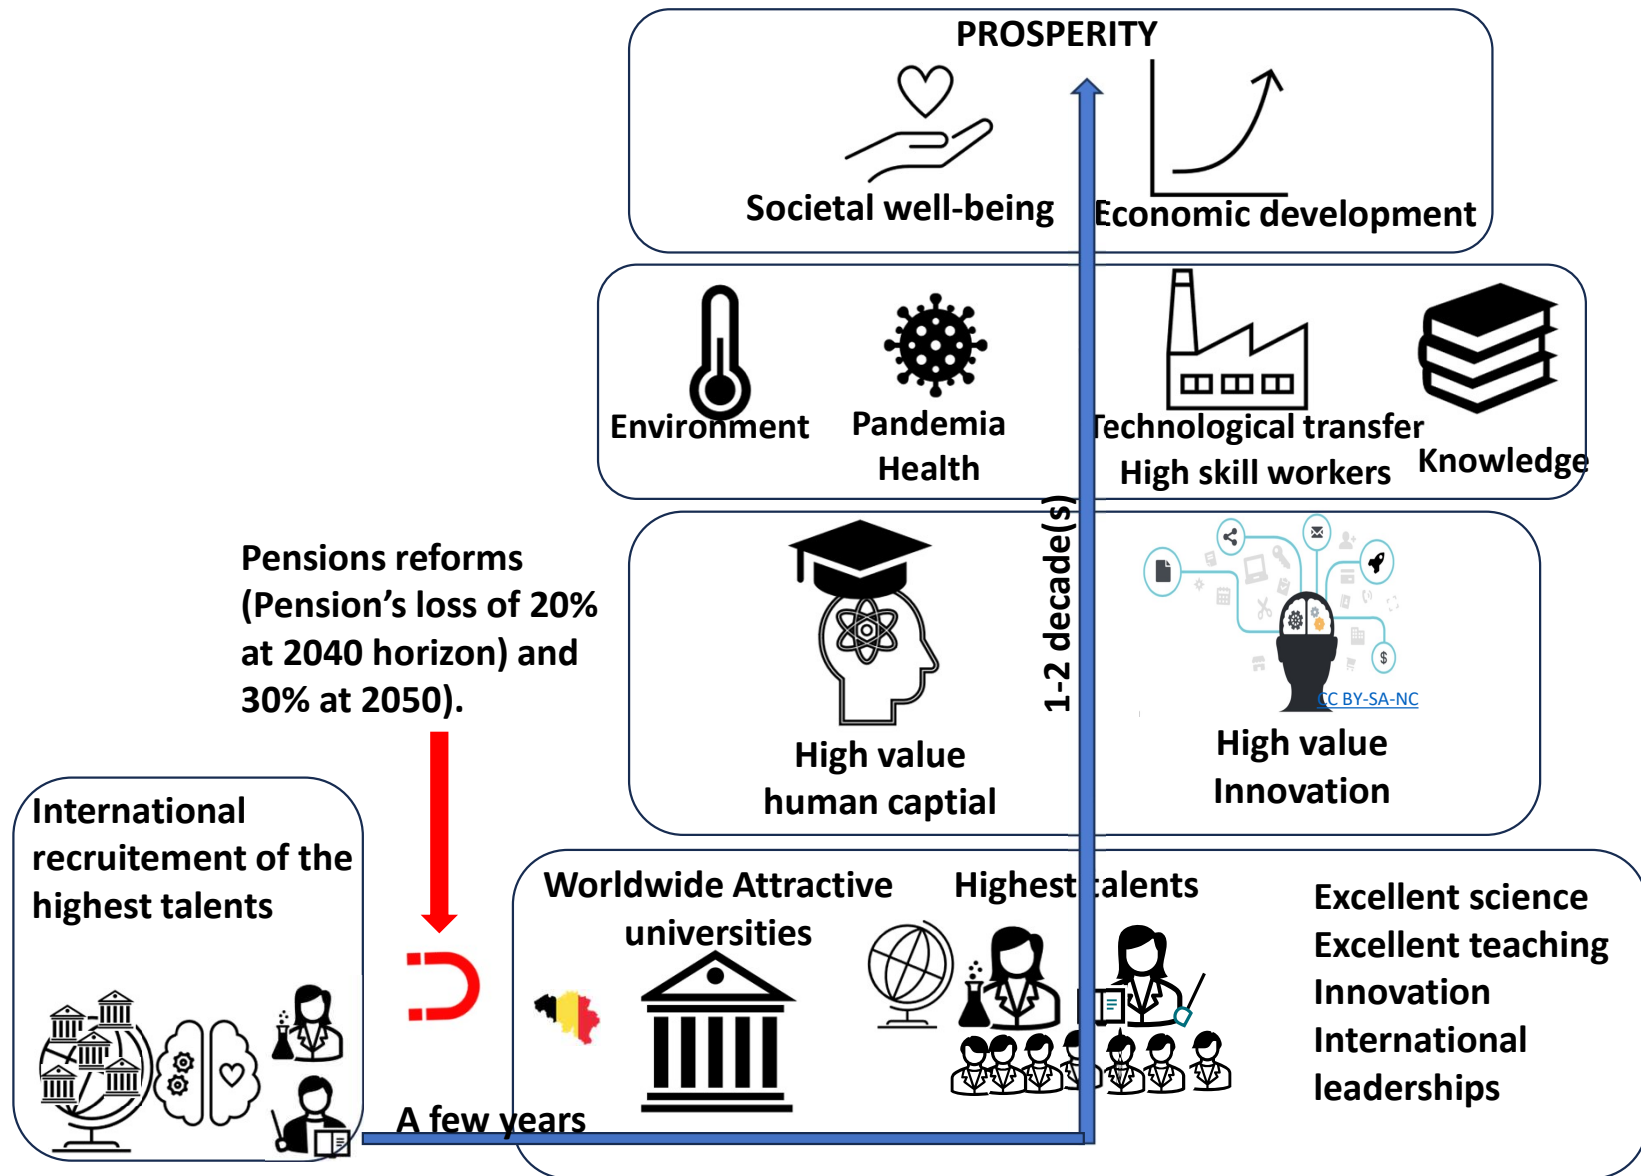 PROSPERITY
Societal well-being
Economic development
Environment
Pandemia
Health
Technological transfer
High skill workers
Knowledge
1-2 decade(s)
Pensions reforms
(Pension's loss of 20%
at 2040 horizon) and
30% at 2050).
$
CC BY-SA-NC
High value
human captial
High value
Innovation
International
recruitement of the
highest talents
Worldwide Attractive
universities
Highest talents
Excellent science
Excellent teaching
Innovation
International
leaderships
A few years